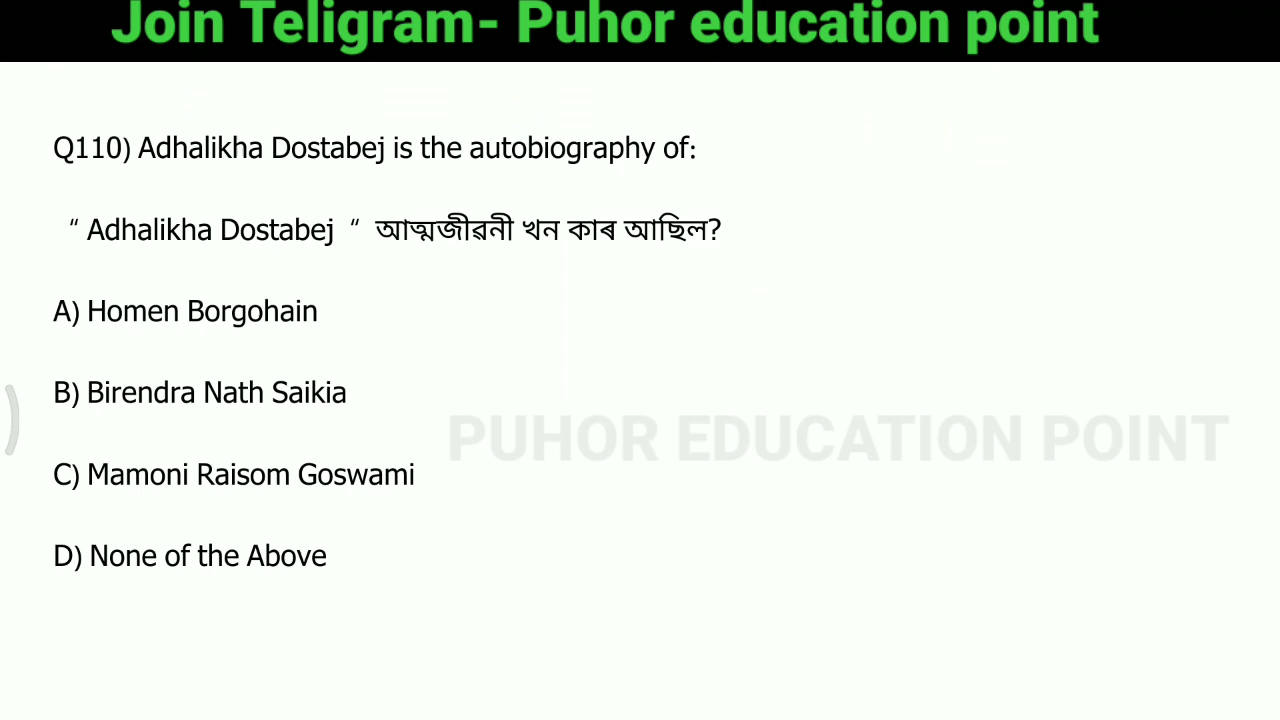 Join Teligram- Puhor education point
Q110) Adhalikha Dostabej is the autobiography of:
“ Adhalikha Dostabej “ আত্মজীৱনী খন কাৰ আছিল?
A) Homen Borgohain
B) Birendra Nath Saikia
PUHOR EDUCATION POINT
C) Mamoni Raisom Goswami
D) None of the Above